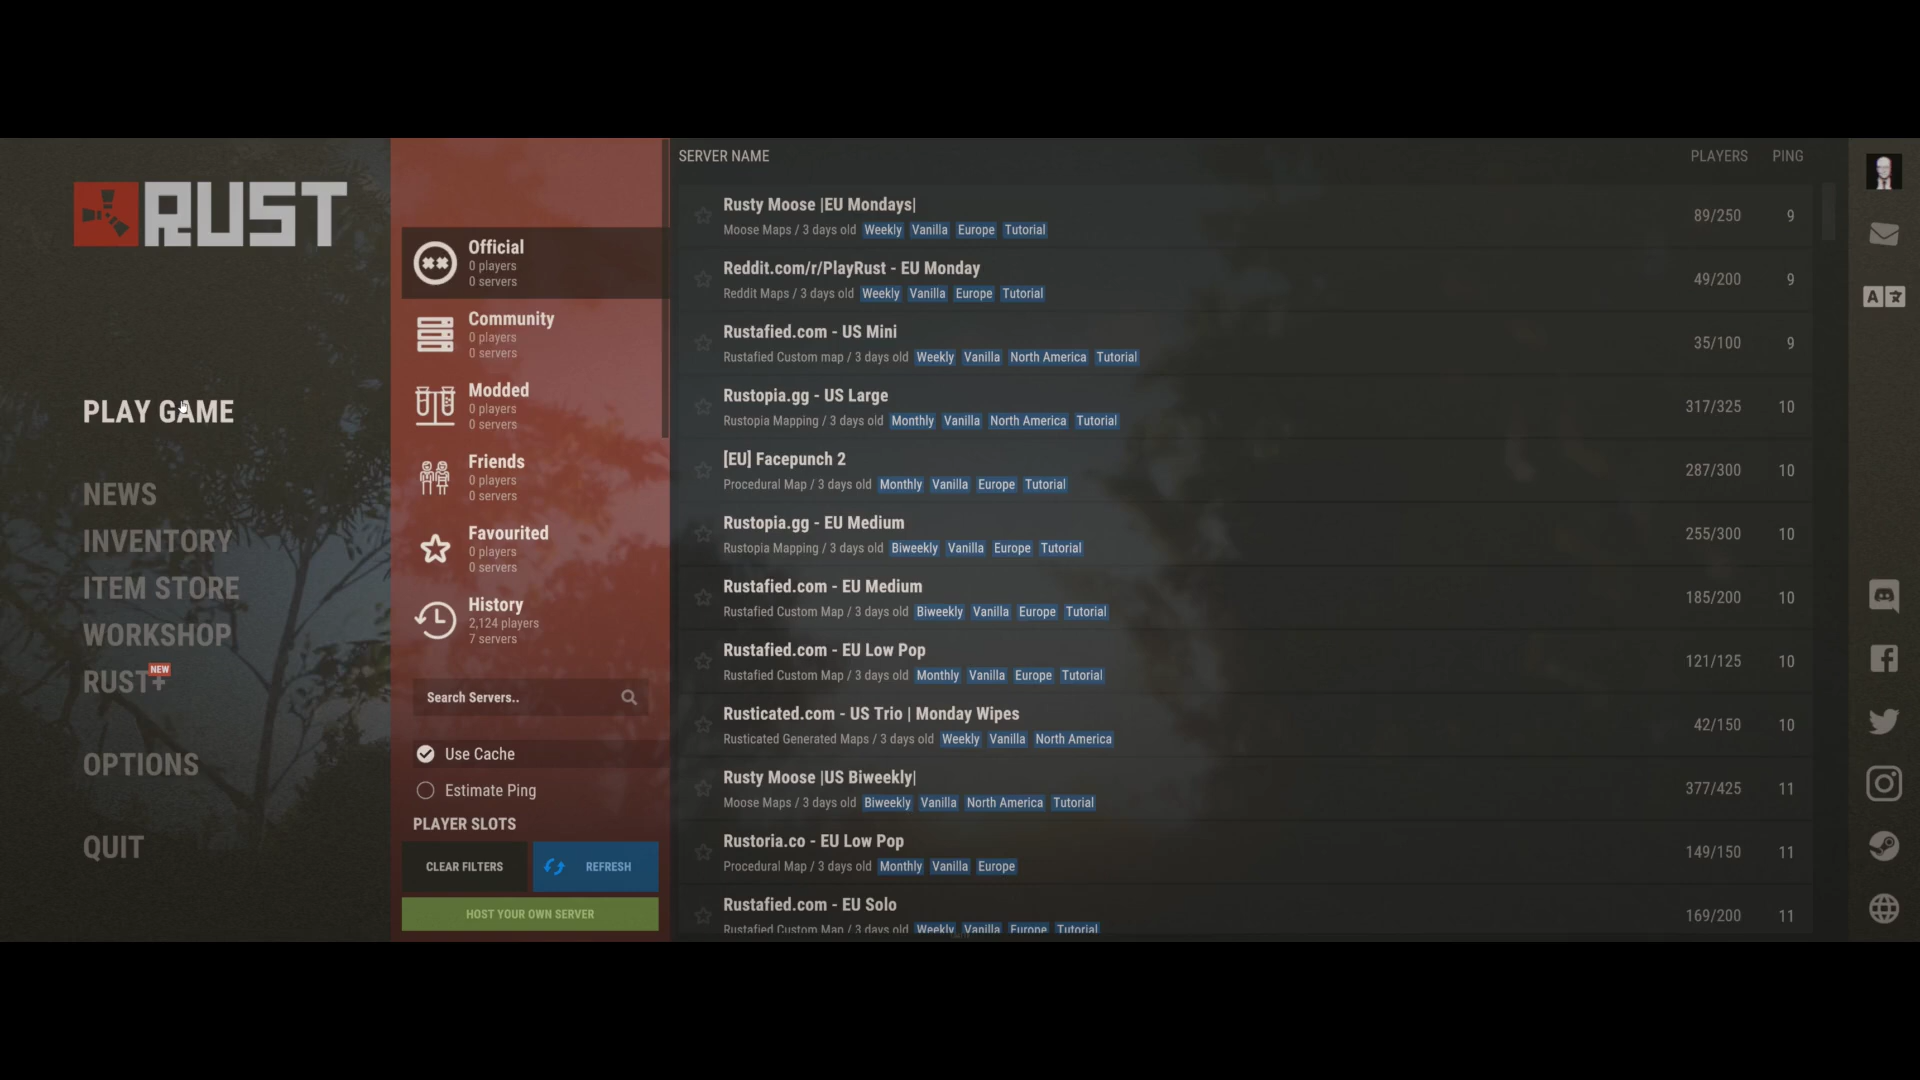 RUST
PLAY GAME
NEWS
INVENTORY
ITEM STORE
WORKSHOP
RUST+ NEW
OPTIONS
QUIT
Official
0 players
0 servers
Community
0 players
0 servers
Modded
0 players
0 servers
Friends
0 players
0 servers
Favourited
0 players
0 servers
History
2,124 players
7 servers
Search Servers..
Use Cache
Estimate Ping
PLAYER SLOTS
CLEAR FILTERS REFRESH
HOST YOUR OWN SERVER
SERVER NAME PLAYERS PING
Rusty Moose |EU Mondays| 89/250 9
Moose Maps / 3 days old Weekly Vanilla Europe Tutorial
Reddit.com/r/PlayRust - EU Monday 49/200 9
Reddit Maps / 3 days old Weekly Vanilla Europe Tutorial
Rustafied.com - US Mini 35/100 9
Rustafied Custom map / 3 days old Weekly Vanilla North America Tutorial
Rustopia.gg - US Large 317/325 10
Rustopia Mapping / 3 days old Monthly Vanilla North America Tutorial
[EU] Facepunch 2 287/300 10
Procedural Map / 3 days old Monthly Vanilla Europe Tutorial
Rustopia.gg - EU Medium 255/300 10
Rustopia Mapping / 3 days old Biweekly Vanilla Europe Tutorial
Rustafied.com - EU Medium 185/200 10
Rustafied Custom Map / 3 days old Biweekly Vanilla Europe Tutorial
Rustafied.com - EU Low Pop 121/125 10
Rustafied Custom Map / 3 days old Monthly Vanilla Europe Tutorial
Rusticated.com - US Trio | Monday Wipes 42/150 10
Rusticated Generated Maps / 3 days old Weekly Vanilla North America
Rusty Moose |US Biweekly| 377/425 11
Moose Maps / 3 days old Biweekly Vanilla North America Tutorial
Rustoria.co - EU Low Pop 149/150 11
Procedural Map / 3 days old Monthly Vanilla Europe
Rustafied.com - EU Solo 169/200 11
Rustafied Custom Map / 3 days old Weekly Vanilla Europe Tutorial